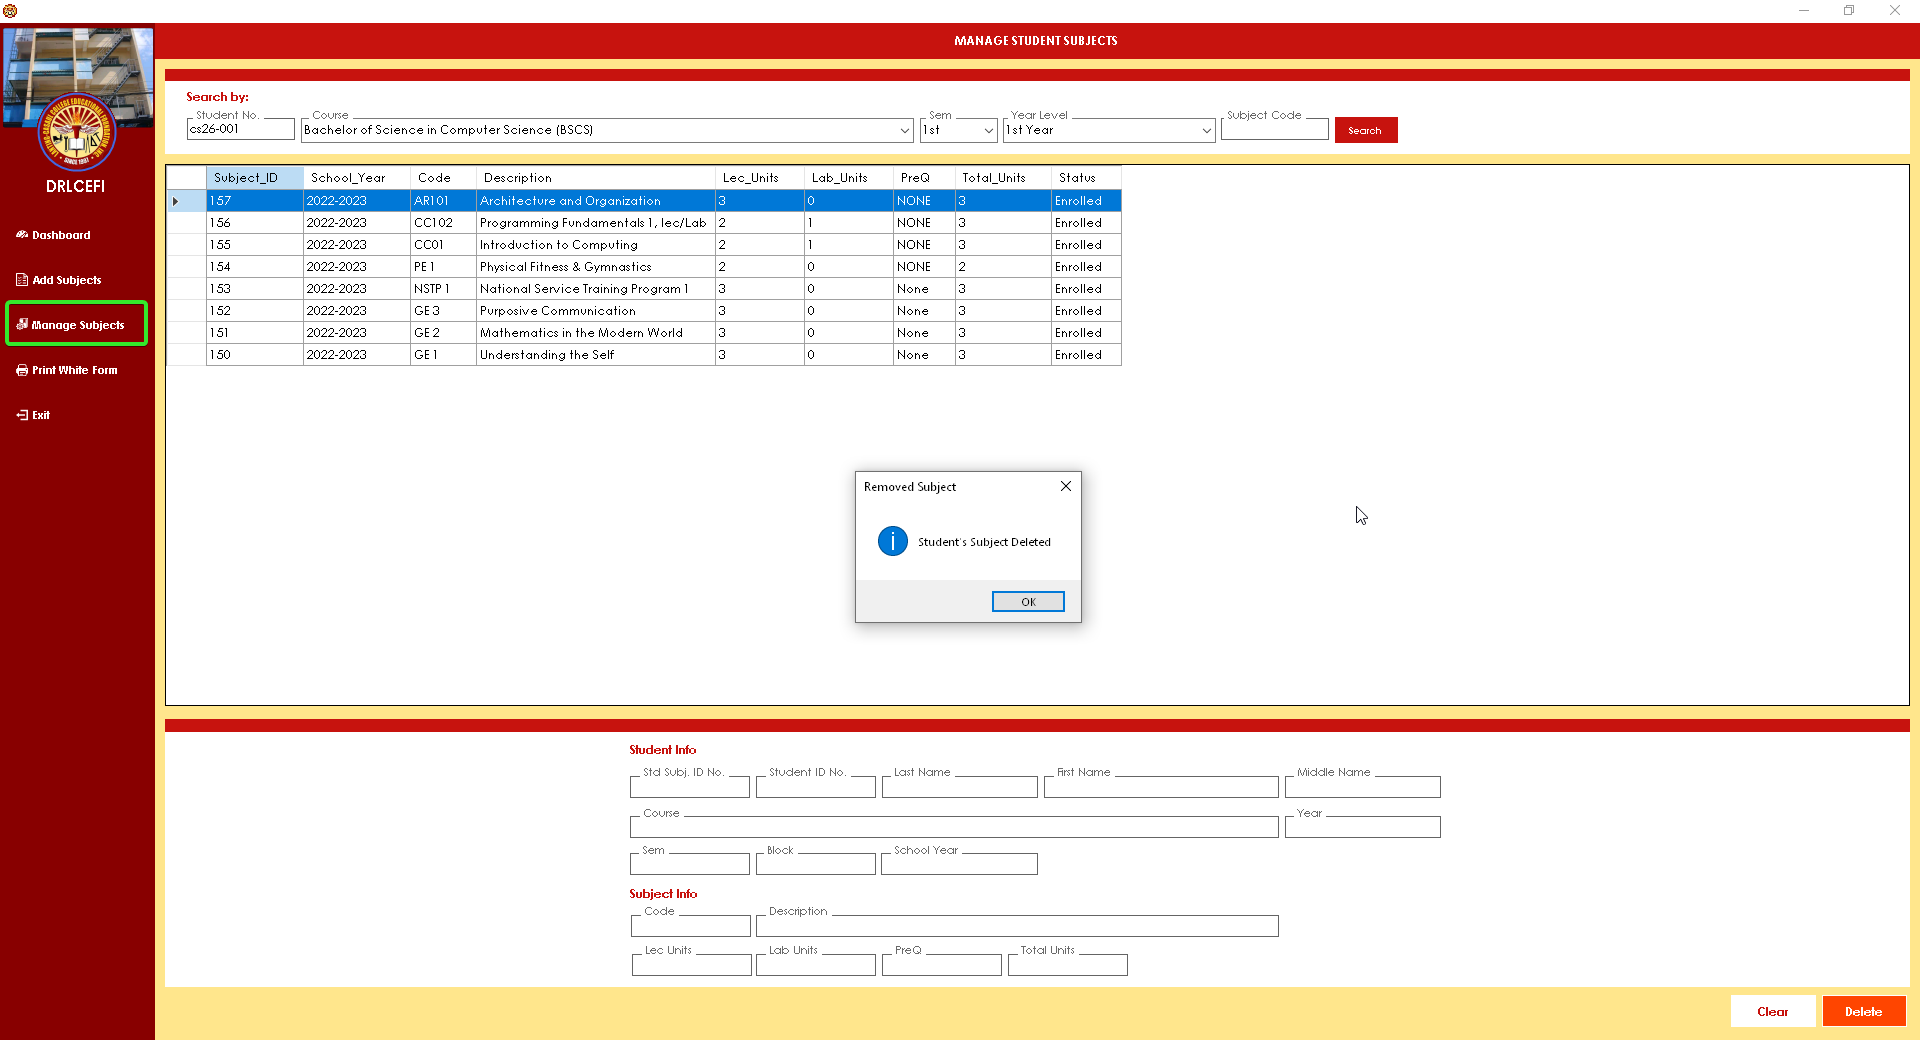 MANAGE STUDENT SUBJECTS
Search by:
Student No.
Course
Sem
Year Level
Subject Code
cs26-001
Bachelor of Science in Computer Science (BSCS)
1st
1st Year
Search
DRLCEFI
Dashboard
Add Subjects
Manage Subjects
Print White Form
Exit
Subject_ID School_Year Code Description Lec_Units Lab_Units PreQ Total_Units Status
157 2022-2023 AR101 Architecture and Organization 3 0 NONE 3 Enrolled
156 2022-2023 CC102 Programming Fundamentals 1, lec/Lab 2 1 NONE 3 Enrolled
155 2022-2023 CC01 Introduction to Computing 2 1 NONE 3 Enrolled
154 2022-2023 PE 1 Physical Fitness & Gymnastics 2 0 NONE 2 Enrolled
153 2022-2023 NSTP 1 National Service Training Program 1 3 0 None 3 Enrolled
152 2022-2023 GE 3 Purposive Communication 3 0 None 3 Enrolled
151 2022-2023 GE 2 Mathematics in the Modern World 3 0 None 3 Enrolled
150 2022-2023 GE 1 Understanding the Self 3 0 None 3 Enrolled
Removed Subject
Student's Subject Deleted
OK
Student Info
Std Subj. ID No.
Student ID No.
Last Name
First Name
Middle Name
Course
Year
Sem
Block
School Year
Subject Info
Code
Description
Lec Units
Lab Units
PreQ
Total Units
Clear
Delete